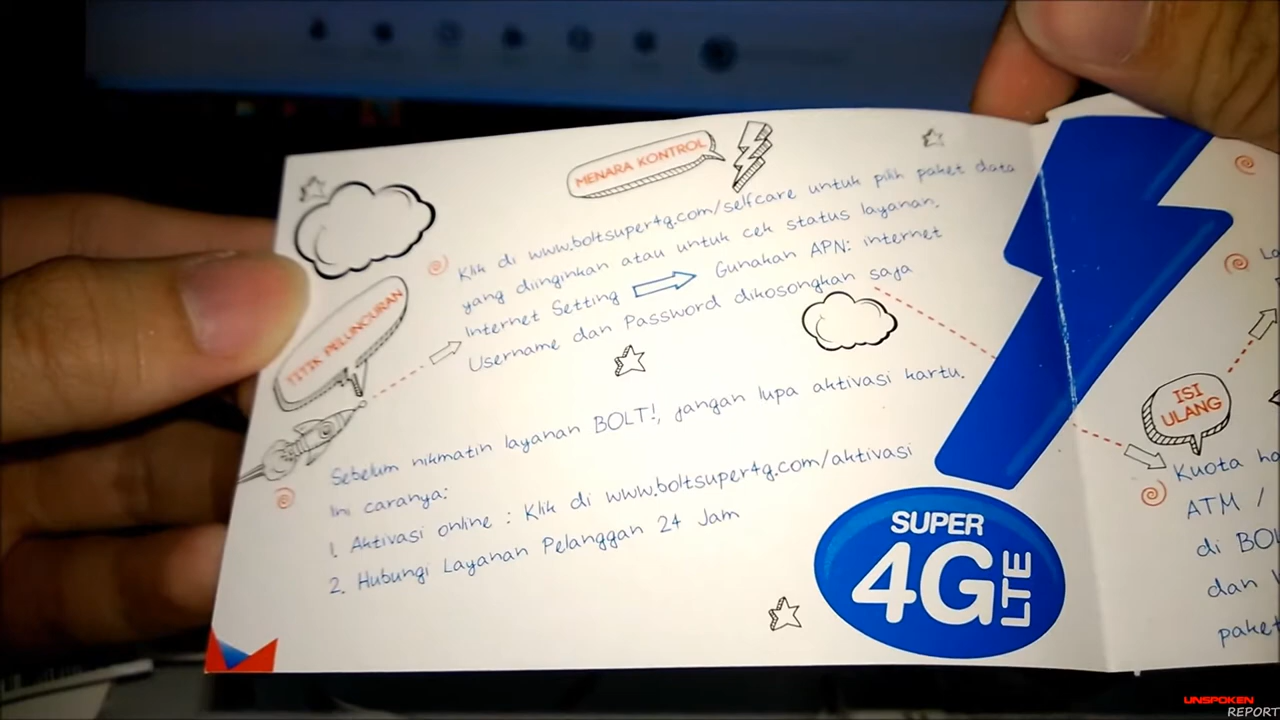 MENARA KONTROL
Klik di www.boltsuper4g.com/selfcare untuk pilih paket data
yang diinginkan atau untuk cek status layanan.
Internet Setting Gunakan APN: internet
Username dan Password dikosongkan saja
TITIK PELUNCURAN
Sebelum nikmatin layanan BOLT!, jangan lupa aktivasi kartu.
Ini caranya:
1. Aktivasi online : Klik di www.boltsuper4g.com/aktivasi
2. Hubungi Layanan Pelanggan 24 Jam
SUPER
4G LTE
ISI
ULANG
Kuota
ATM /
di
dan
paket
UNSPOKEN
REPORT